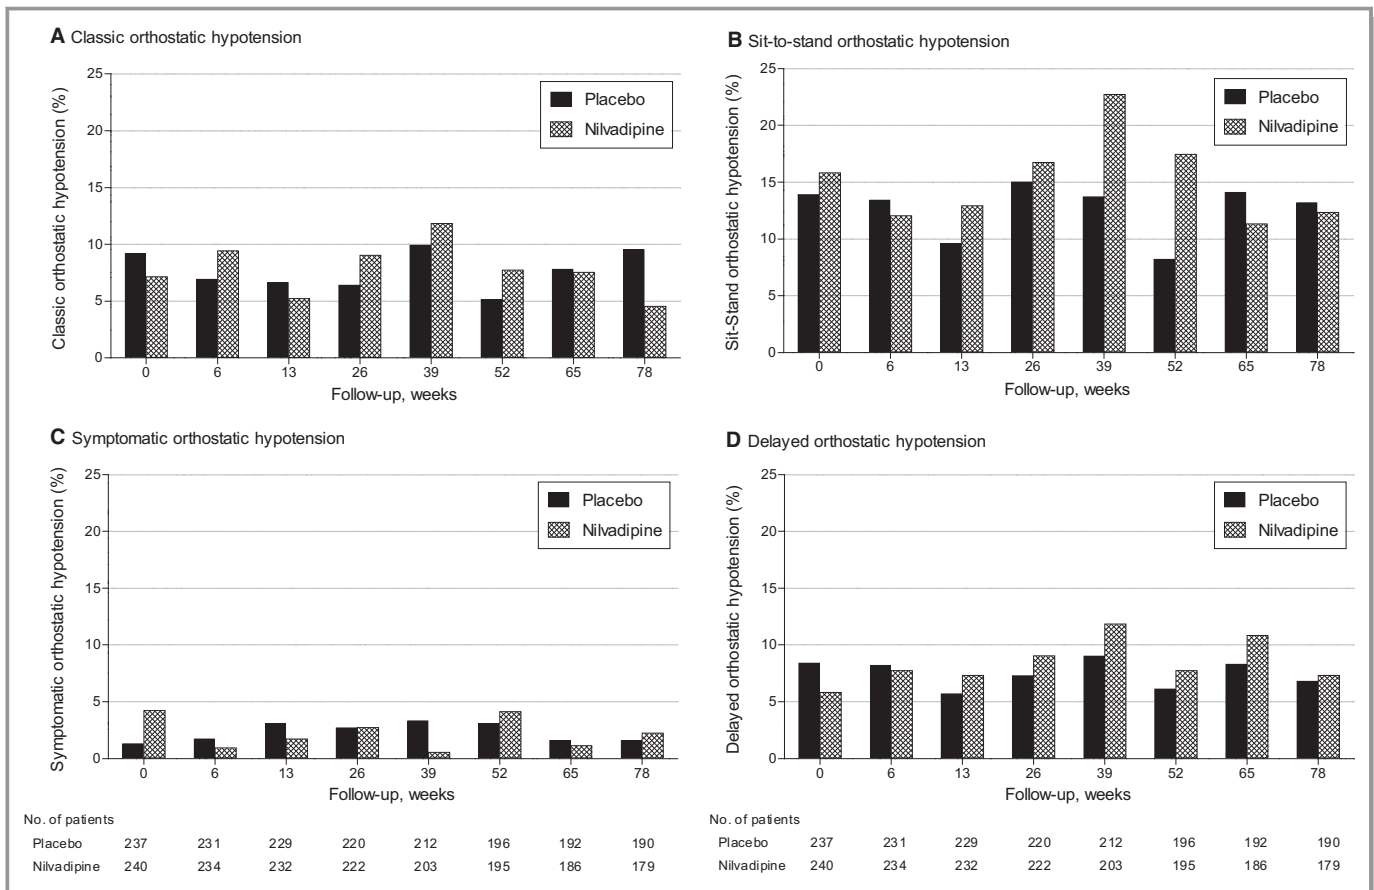 A Classic orthostatic hypotension
Classic orthostatic hypotension (%)
25
20
15
10
5
0
Placebo
Nilvadipine
0 6 13 26 39 52 65 78
Follow-up, weeks
B Sit-to-stand orthostatic hypotension
Sit-Stand orthostatic hypotension (%)
25
20
15
10
5
0
Placebo
Nilvadipine
0 6 13 26 39 52 65 78
Follow-up, weeks
C Symptomatic orthostatic hypotension
Symptomatic orthostatic hypotension (%)
25
20
15
10
5
0
Placebo
Nilvadipine
0 6 13 26 39 52 65 78
Follow-up, weeks
No. of patients
Placebo 237 231 229 220 212 196 192 190
Nilvadipine 240 234 232 222 203 195 186 179
D Delayed orthostatic hypotension
Delayed orthostatic hypotension (%)
25
20
15
10
5
0
Placebo
Nilvadipine
0 6 13 26 39 52 65 78
Follow-up, weeks
No. of patients
Placebo 237 231 229 220 212 196 192 190
Nilvadipine 240 234 232 222 203 195 186 179